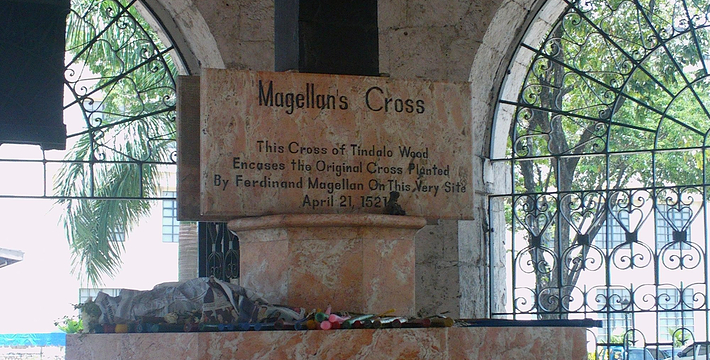 Magellan's Cross
This Cross of Tindalo Wood
Encases the Original Cross Planted
By Ferdinand Magellan On This Very Site
April 21, 1521